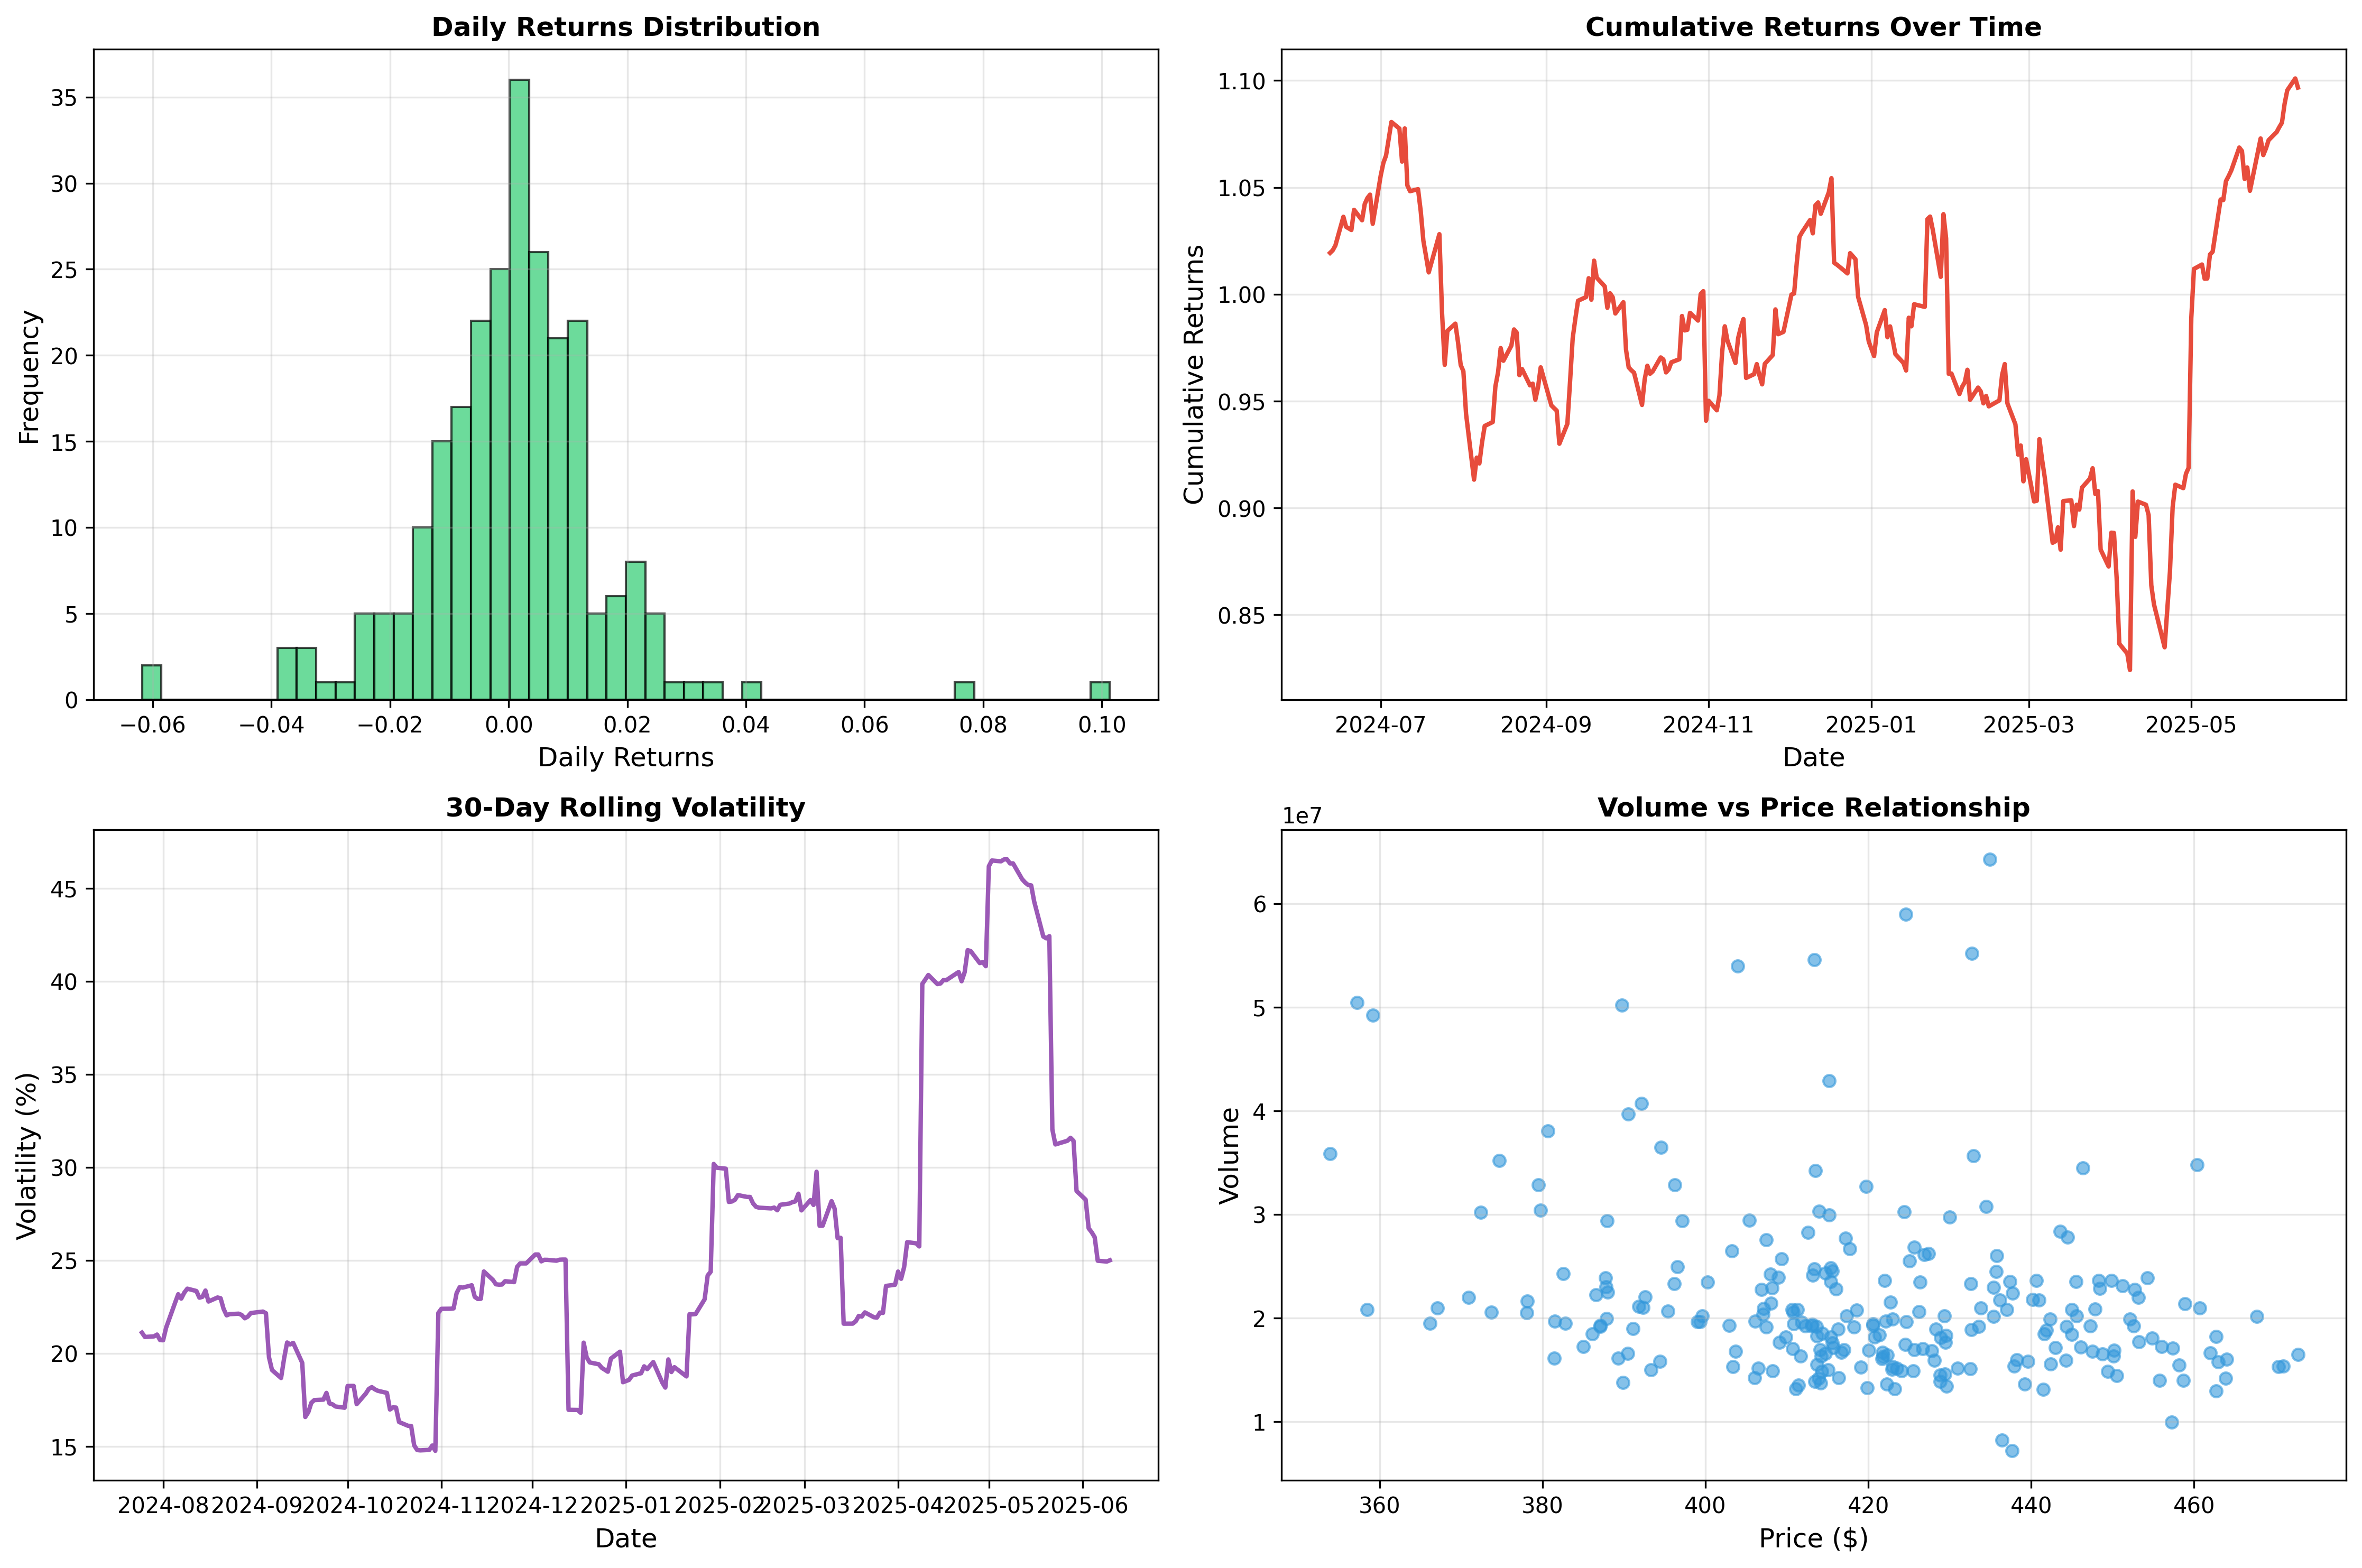 Daily Returns Distribution
Frequency
35
30
25
20
15
10
5
0
−0.06 −0.04 −0.02 0.00 0.02 0.04 0.06 0.08 0.10
Daily Returns
Cumulative Returns Over Time
Cumulative Returns
1.10
1.05
1.00
0.95
0.90
0.85
2024-07 2024-09 2024-11 2025-01 2025-03 2025-05
Date
30-Day Rolling Volatility
Volatility (%)
45
40
35
30
25
20
15
2024-08 2024-09 2024-10 2024-11 2024-12 2025-01 2025-02 2025-03 2025-04 2025-05 2025-06
Date
Volume vs Price Relationship
1e7
Volume
6
5
4
3
2
1
360 380 400 420 440 460
Price ($)